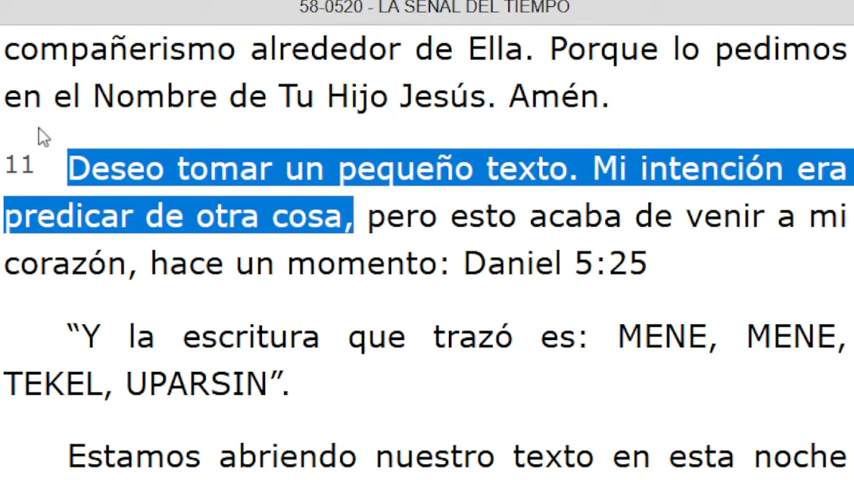 58-0520 - LA SEÑAL DEL TIEMPO
compañerismo alrededor de Ella. Porque lo pedimos
en el Nombre de Tu Hijo Jesús. Amén.
11 Deseo tomar un pequeño texto. Mi intención era
predicar de otra cosa, pero esto acaba de venir a mi
corazón, hace un momento: Daniel 5:25
“Y la escritura que trazó es: MENE, MENE,
TEKEL, UPARSIN”.
Estamos abriendo nuestro texto en esta noche